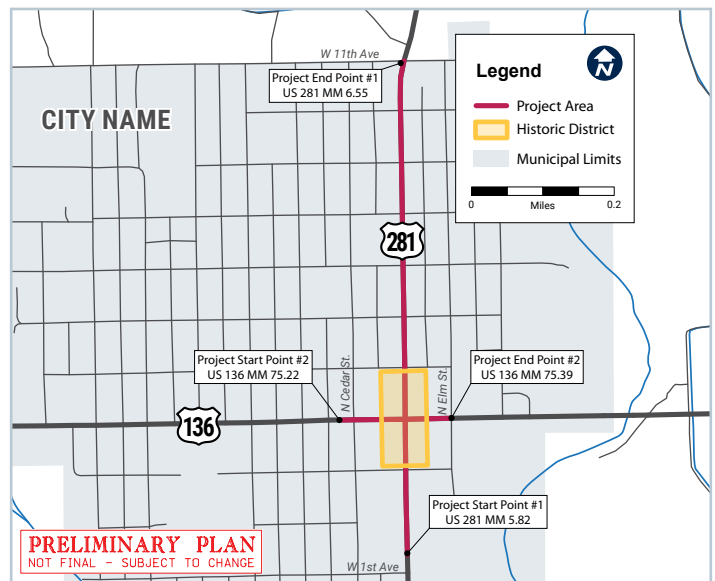 W 11th Ave
Project End Point #1
US 281 MM 6.55
CITY NAME
Legend
N
Project Area
Historic District
Municipal Limits
0
0.2
Miles
281
Project Start Point #2
US 136 MM 75.22
N Cedar St.
N Elm St.
Project End Point #2
US 136 MM 75.39
136
Project Start Point #1
US 281 MM 5.82
PRELIMINARY PLAN
NOT FINAL - SUBJECT TO CHANGE
W 1st Ave